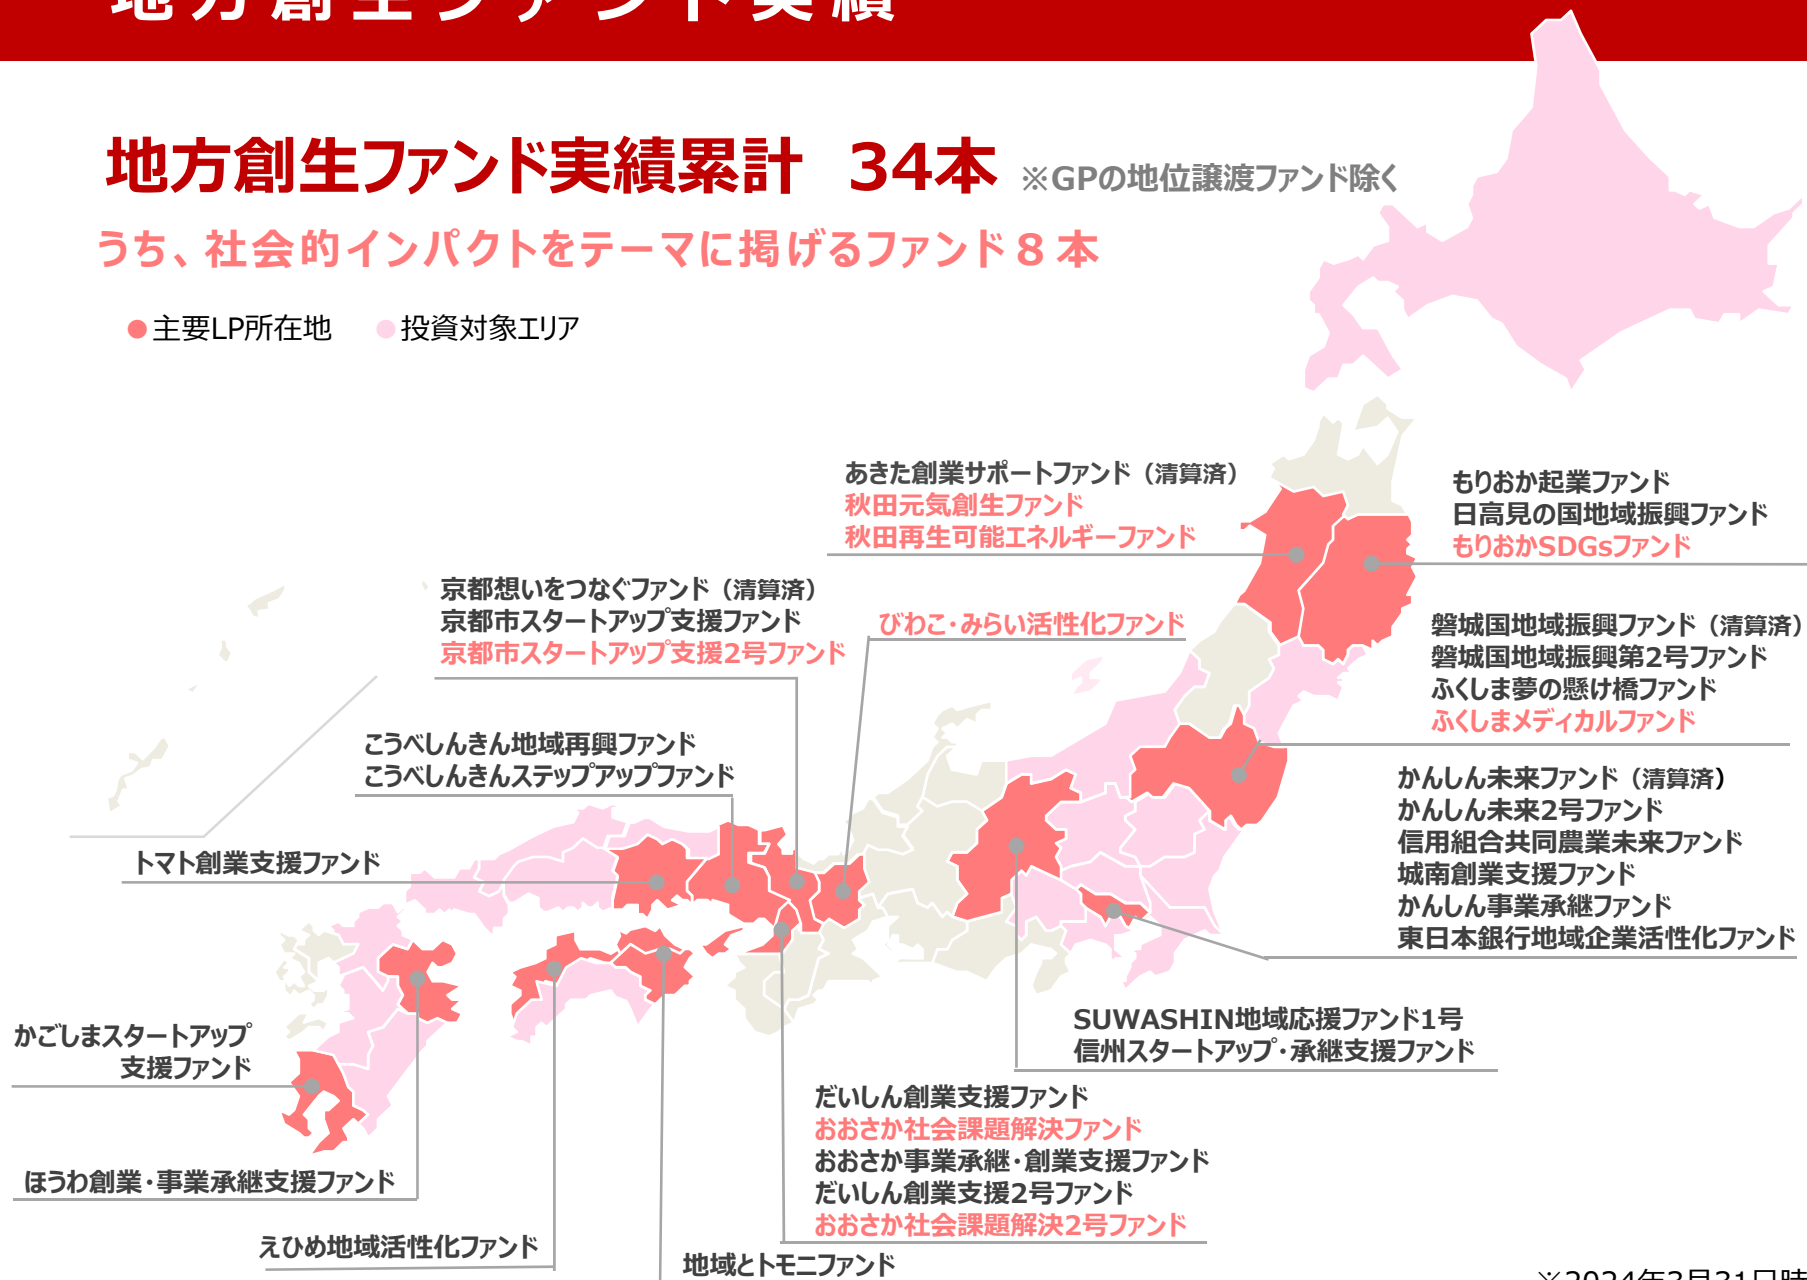 地方創生ファンド実績
地方創生ファンド実績累計 34本 ※GPの地位譲渡ファンド除く
うち、社会的インパクトをテーマに掲げるファンド８本
主要LP所在地 投資対象エリア
あきた創業サポートファンド（清算済）
秋田元気創生ファンド
秋田再生可能エネルギーファンド
もりおか起業ファンド
日高見の国地域振興ファンド
もりおかSDGsファンド
京都想いをつなぐファンド（清算済）
京都市スタートアップ支援ファンド
京都市スタートアップ支援2号ファンド
びわこ・みらい活性化ファンド
磐城国地域振興ファンド（清算済）
磐城国地域振興第2号ファンド
ふくしま夢の懸け橋ファンド
ふくしまメディカルファンド
こうべしんきん地域再興ファンド
こうべしんきんステップアップファンド
かんしん未来ファンド（清算済）
かんしん未来2号ファンド
信用組合共同農業未来ファンド
城南創業支援ファンド
かんしん事業承継ファンド
東日本銀行地域企業活性化ファンド
トマト創業支援ファンド
SUWASHIN地域応援ファンド1号
信州スタートアップ・承継支援ファンド
かごしまスタートアップ
支援ファンド
だいしん創業支援ファンド
おおさか社会課題解決ファンド
おおさか事業承継・創業支援ファンド
だいしん創業支援2号ファンド
おおさか社会課題解決2号ファンド
ほうわ創業・事業承継支援ファンド
えひめ地域活性化ファンド
地域とトモニファンド
※2024年3月31日時